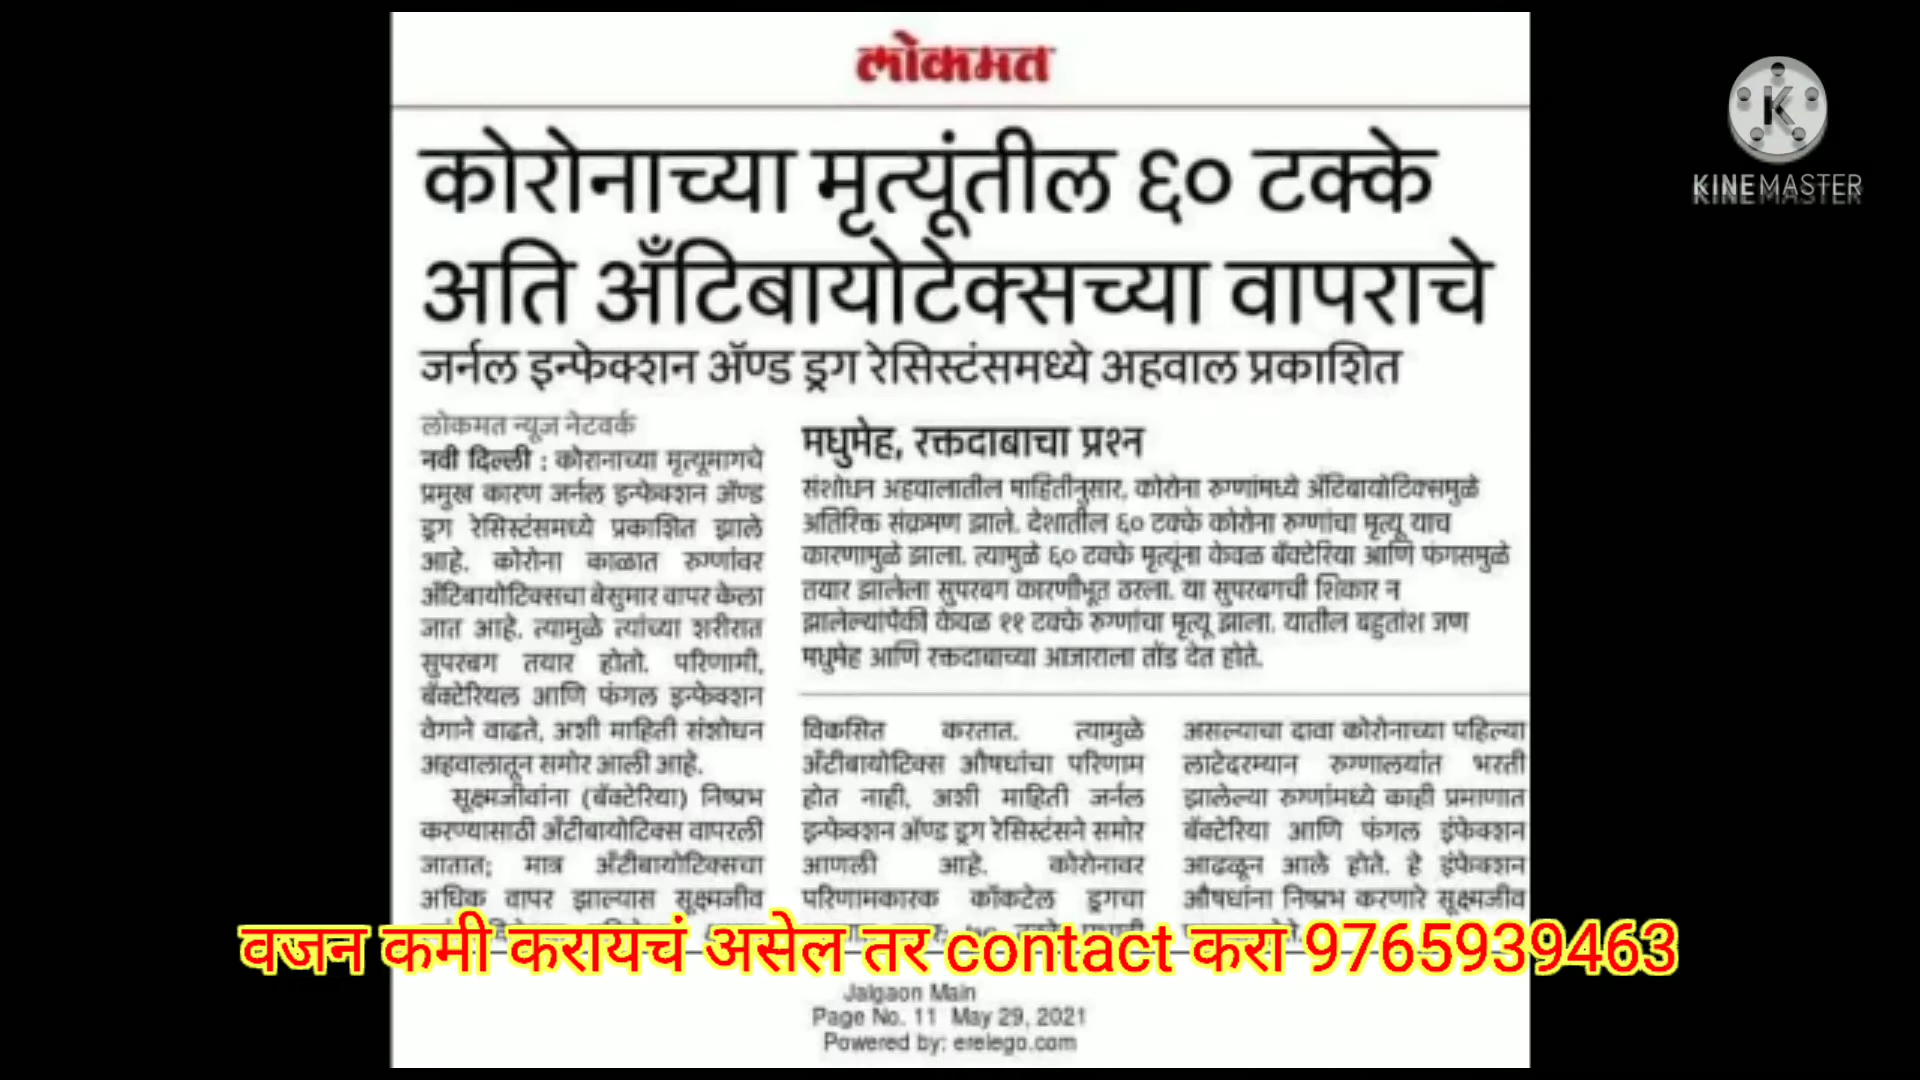 लोकमत
KINEMASTER
कोरोनाच्या मृत्यूंतील ६० टक्के
अति अँटिबायोटेक्सच्या वापराचे
जर्नल इन्फेक्शन ॲण्ड ड्रग रेसिस्टंसमध्ये अहवाल प्रकाशित
लोकमत न्यूज नेटवर्क
नवी दिल्ली : कोरानाच्या मृत्यूमागचे
प्रमुख कारण जर्नल इन्फेक्शन ॲण्ड
ड्रग रेसिस्टंसमध्ये प्रकाशित झाले
आहे. कोरोना काळात रुग्णांवर
अँटिबायोटिक्सचा बेसुमार वापर केला
जात आहे. त्यामुळे त्यांच्या शरीरात
सुपरबग तयार होतो. परिणामी,
बॅक्टेरियल आणि फंगल इन्फेक्शन
वेगाने वाढते, अशी माहिती संशोधन
अहवालातून समोर आली आहे.
सूक्ष्मजीवांना (बॅक्टेरिया) निष्प्रभ
करण्यासाठी अँटीबायोटिक्स वापरली
जातात; मात्र अँटीबायोटिक्सचा
अधिक वापर झाल्यास सूक्ष्मजीव
मधुमेह, रक्तदाबाचा प्रश्न
संशोधन अहवालातील माहितीनुसार, कोरोना रुग्णांमध्ये अँटिबायोटिक्समुळे
अतिरिक्त संक्रमण झाले. देशातील ६० टक्के कोरोना रुग्णांचा मृत्यू याच
कारणामुळे झाला. त्यामुळे ६० टक्के मृत्यूंना केवळ बॅक्टेरिया आणि फंगसमुळे
तयार झालेला सुपरबग कारणीभूत ठरला. या सुपरबगची शिकार न
झालेल्यांपैकी केवळ ११ टक्के रुग्णांचा मृत्यू झाला. यातील बहुतांश जण
मधुमेह आणि रक्तदाबाच्या आजाराला तोंड देत होते.
विकसित करतात. त्यामुळे
अँटीबायोटिक्स औषधांचा परिणाम
होत नाही, अशी माहिती जर्नल
इन्फेक्शन ॲण्ड ड्रग रेसिस्टंसने समोर
आणली आहे. कोरोनावर
परिणामकारक कॉकटेल ड्रगचा
असल्याचा दावा कोरोनाच्या पहिल्या
लाटेदरम्यान रुग्णालयांत भरती
झालेल्या रुग्णांमध्ये काही प्रमाणात
बॅक्टेरिया आणि फंगल इंफेक्शन
आढळून आले होते. हे इंफेक्शन
औषधांना निष्प्रभ करणारे सूक्ष्मजीव
वजन कमी करायचं असेल तर contact करा 9765939463
Jalgaon Main
Page No. 11 May 29, 2021
Powered by: erelego.com